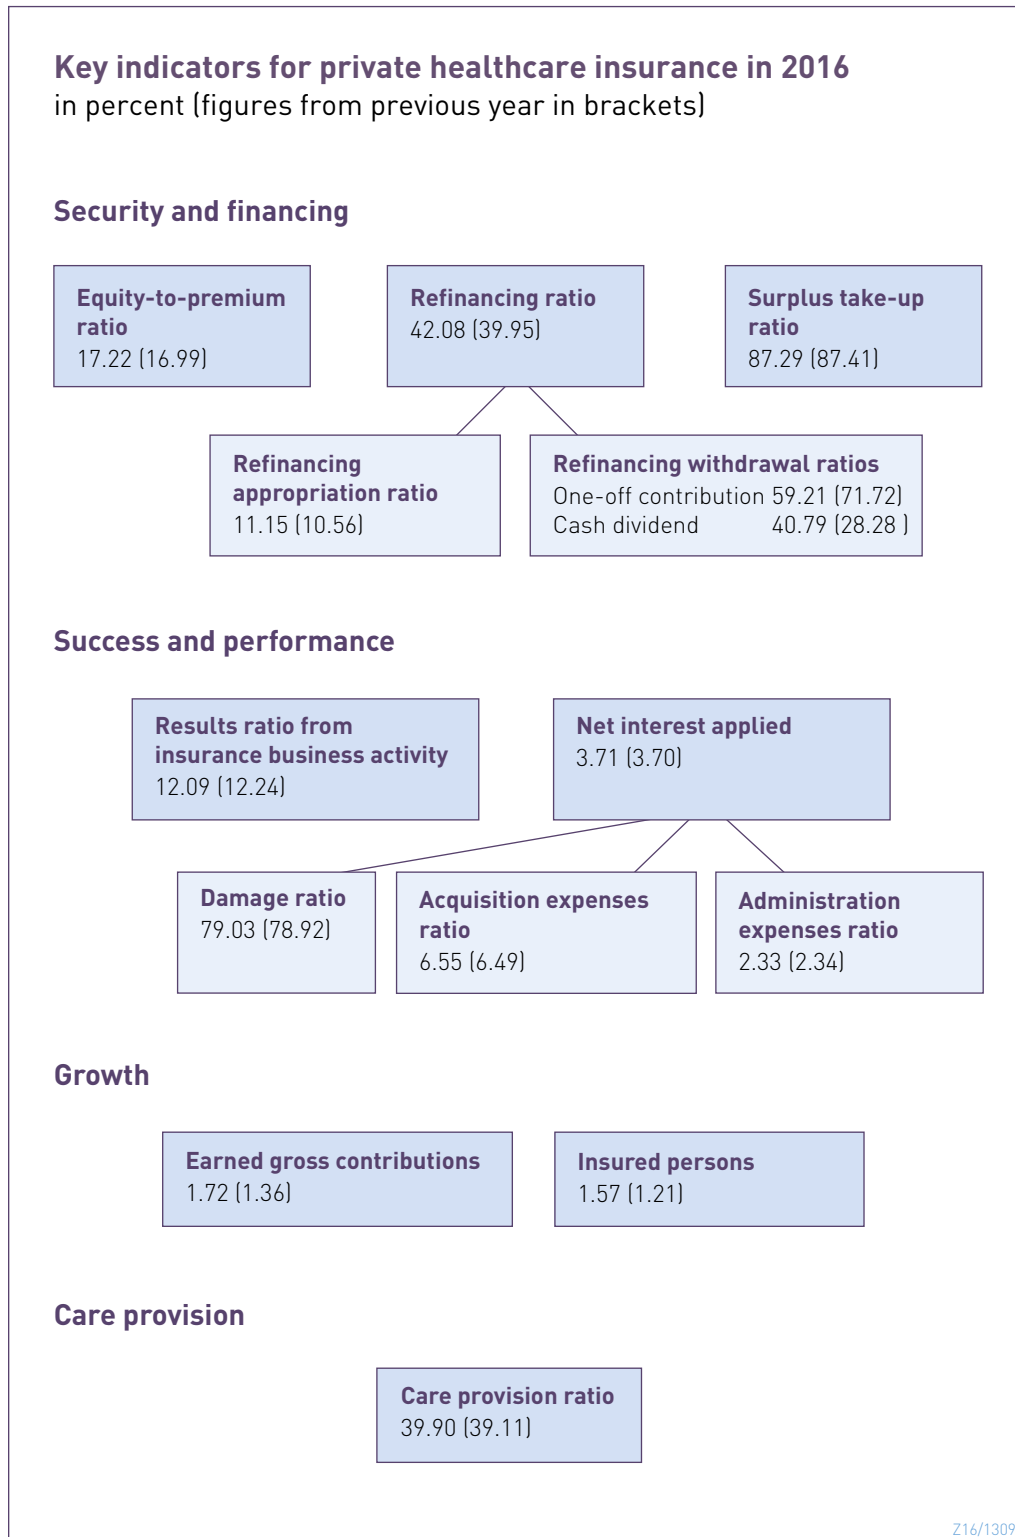 Key indicators for private healthcare insurance in 2016
in percent (figures from previous year in brackets)
Security and financing
Equity-to-premium
ratio
17.22 (16.99)
Refinancing ratio
42.08 (39.95)
Surplus take-up
ratio
87.29 (87.41)
Refinancing
appropriation ratio
11.15 (10.56)
Refinancing withdrawal ratios
One-off contribution 59.21 (71.72)
Cash dividend 40.79 (28.28 )
Success and performance
Results ratio from
insurance business activity
12.09 (12.24)
Net interest applied
3.71 (3.70)
Damage ratio
79.03 (78.92)
Acquisition expenses
ratio
6.55 (6.49)
Administration
expenses ratio
2.33 (2.34)
Growth
Earned gross contributions
1.72 (1.36)
Insured persons
1.57 (1.21)
Care provision
Care provision ratio
39.90 (39.11)
Z16/1309